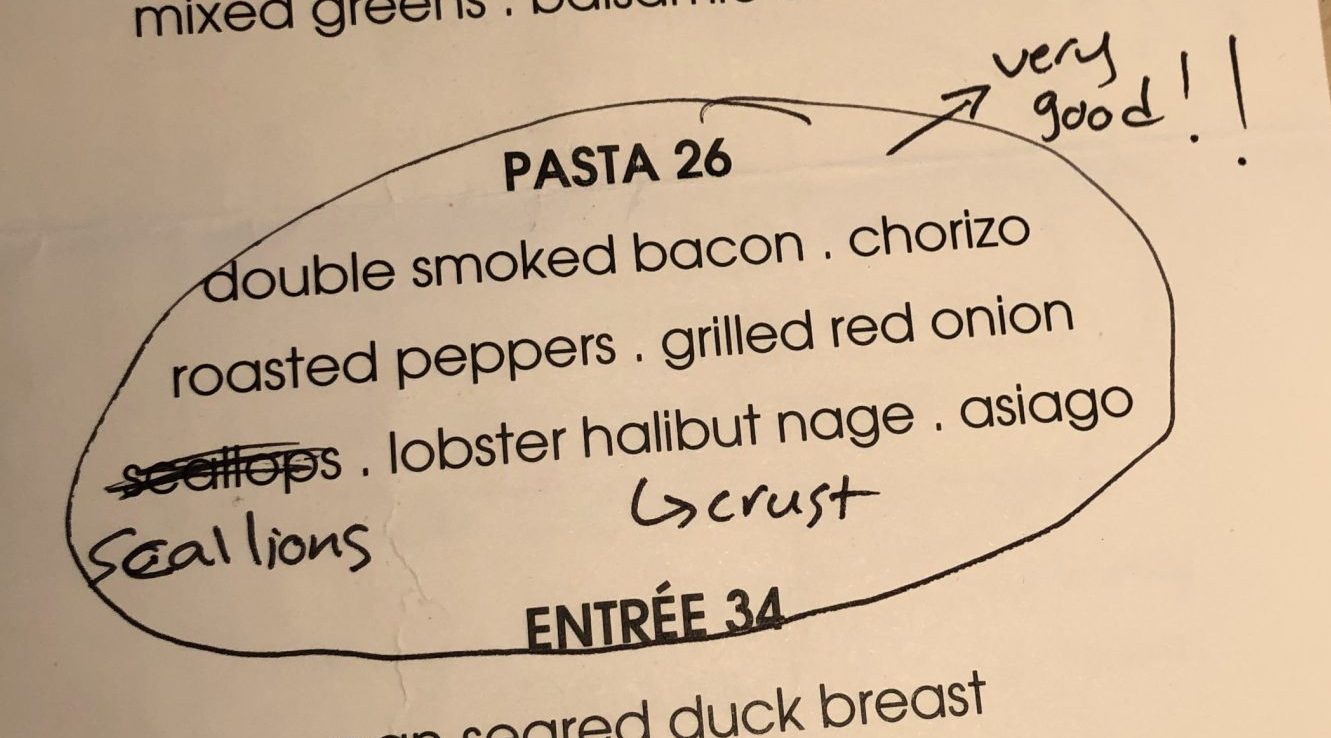 mixed greens .
very
good!!
PASTA 26
double smoked bacon . chorizo
roasted peppers . grilled red onion
scallops . lobster halibut nage . asiago
↳ crust
Scallions
ENTRÉE 34
seared duck breast